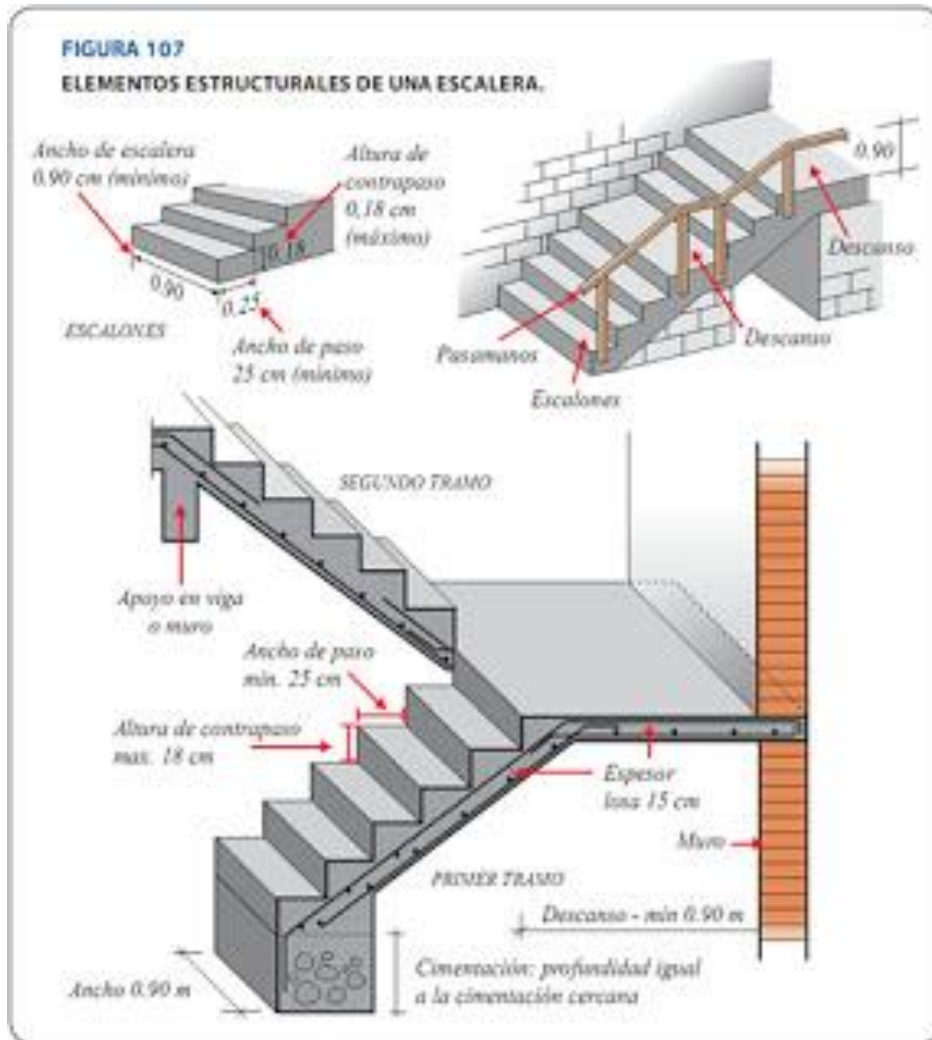 FIGURA 107
ELEMENTOS ESTRUCTURALES DE UNA ESCALERA.
Ancho de escalera
0.90 cm (mínimo)
Altura de
contrapaso
0,18 cm
(máximo)
0.18
0.90
0.25
ESCALONES
Ancho de paso
25 cm (mínimo)
0.90
Descanso
Descanso
Pasamanos
Escalones
SEGUNDO TRAMO
Apoyo en viga
o muro
Ancho de paso
min. 25 cm
Altura de contrapaso
max. 18 cm
Espesor
losa 15 cm
Muro
PRIMER TRAMO
Descanso - min 0.90 m
Ancho 0.90 m
Cimentación: profundidad igual
a la cimentación cercana